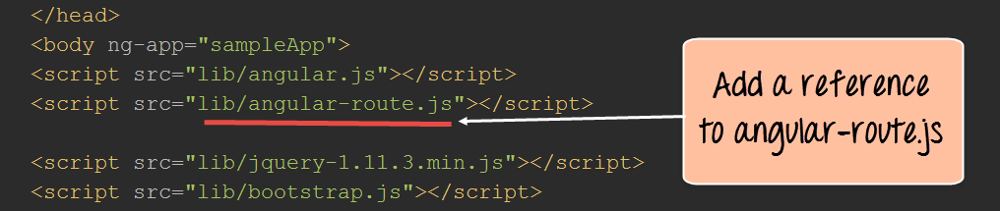 </head>
<body ng-app="sampleApp">
<script src="lib/angular.js"></script>
<script src="lib/angular-route.js"></script>
<script src="lib/jquery-1.11.3.min.js"></script>
<script src="lib/bootstrap.js"></script>
Add a reference
to angular-route.js